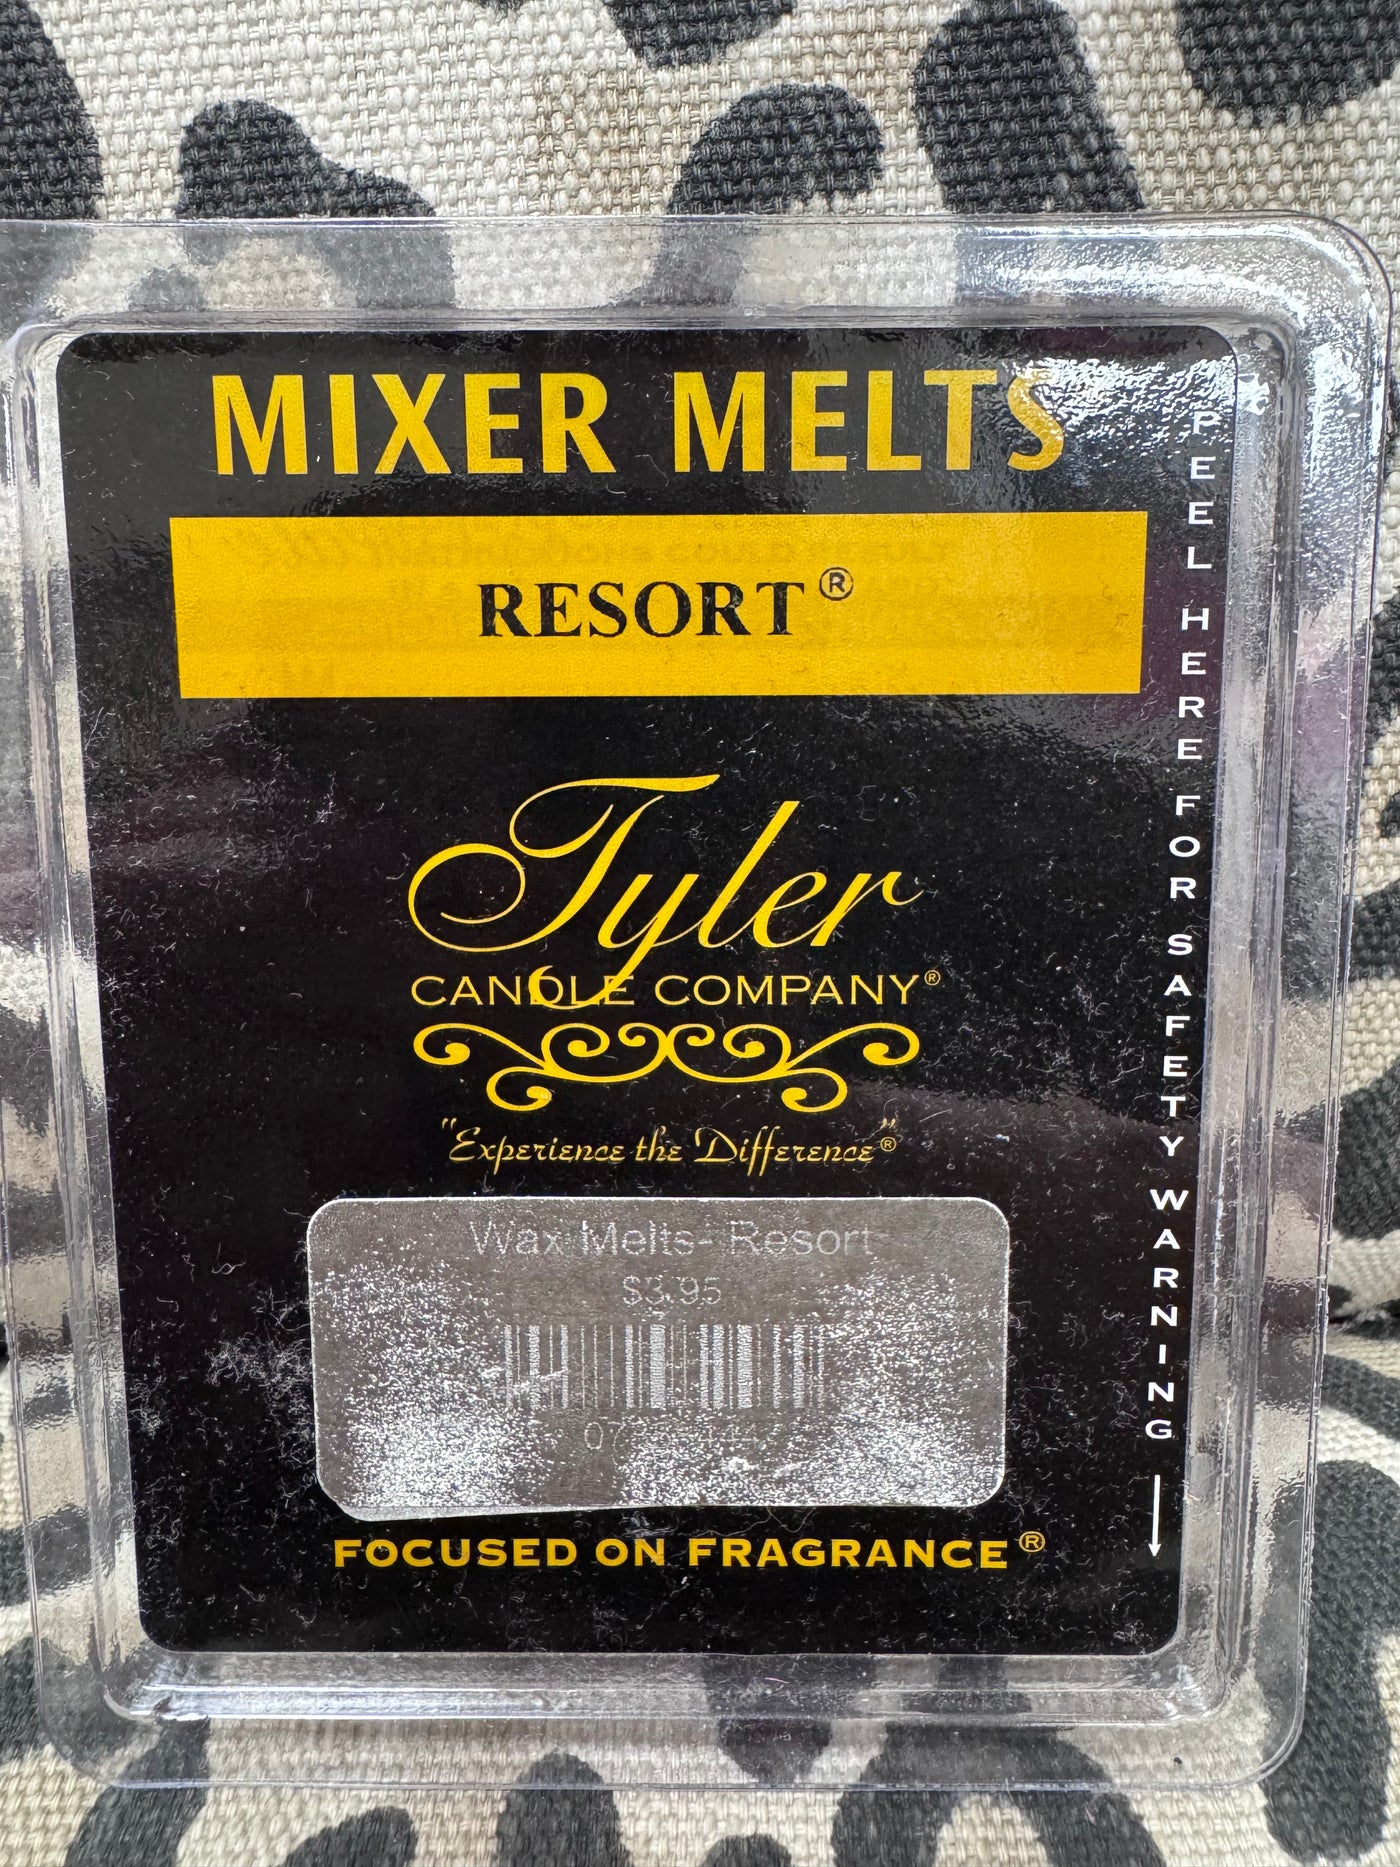 MIXER MELTS
RESORT®
Tyler
CANDLE COMPANY®
"Experience the Difference"®
Wax Melts- Resort
$3.95
FOCUSED ON FRAGRANCE®
PEEL HERE FOR SAFETY WARNING